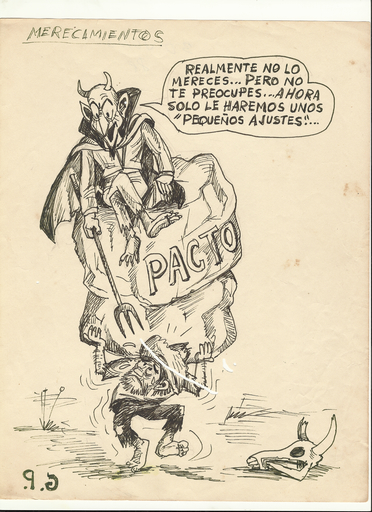 MERECIMIENTOS
REALMENTE NO LO
MERECES... PERO NO
TE PREOCUPES...AHORA
SOLO LE HAREMOS UNOS
"PEQUEÑOS AJUSTES"...
PACTO
G.P.